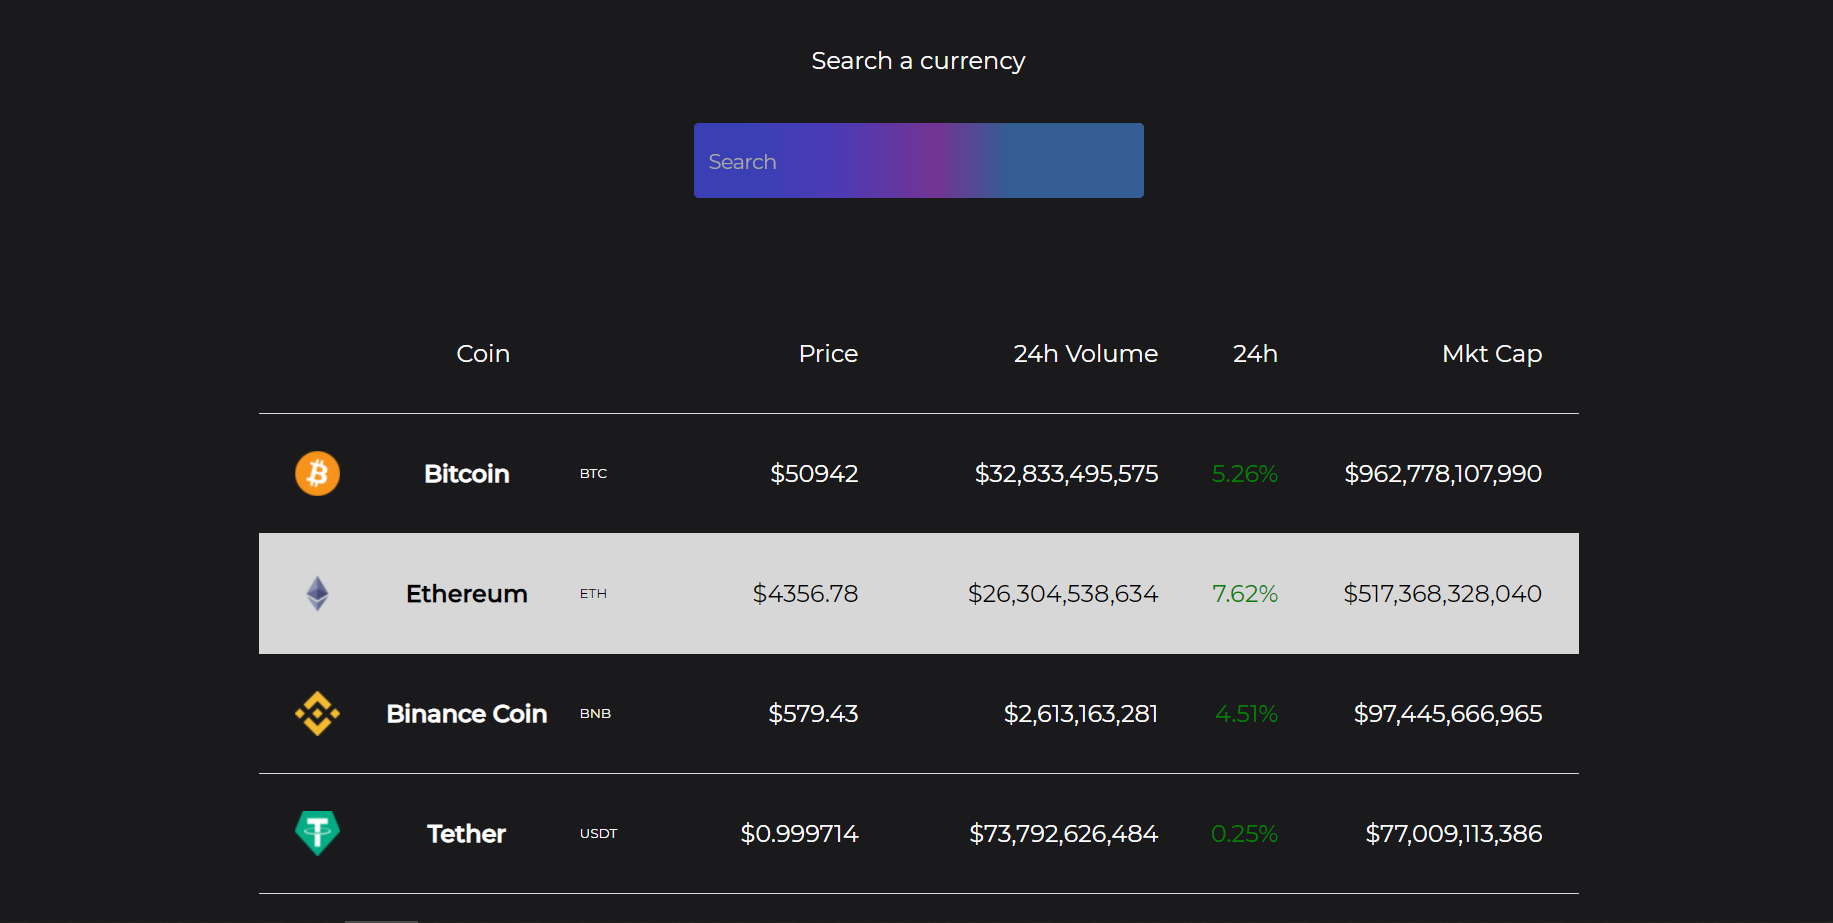 Search a currency
Search
Coin Price 24h Volume 24h Mkt Cap
Bitcoin BTC $50942 $32,833,495,575 5.26% $962,778,107,990
Ethereum ETH $4356.78 $26,304,538,634 7.62% $517,368,328,040
Binance Coin BNB $579.43 $2,613,163,281 4.51% $97,445,666,965
Tether USDT $0.999714 $73,792,626,484 0.25% $77,009,113,386